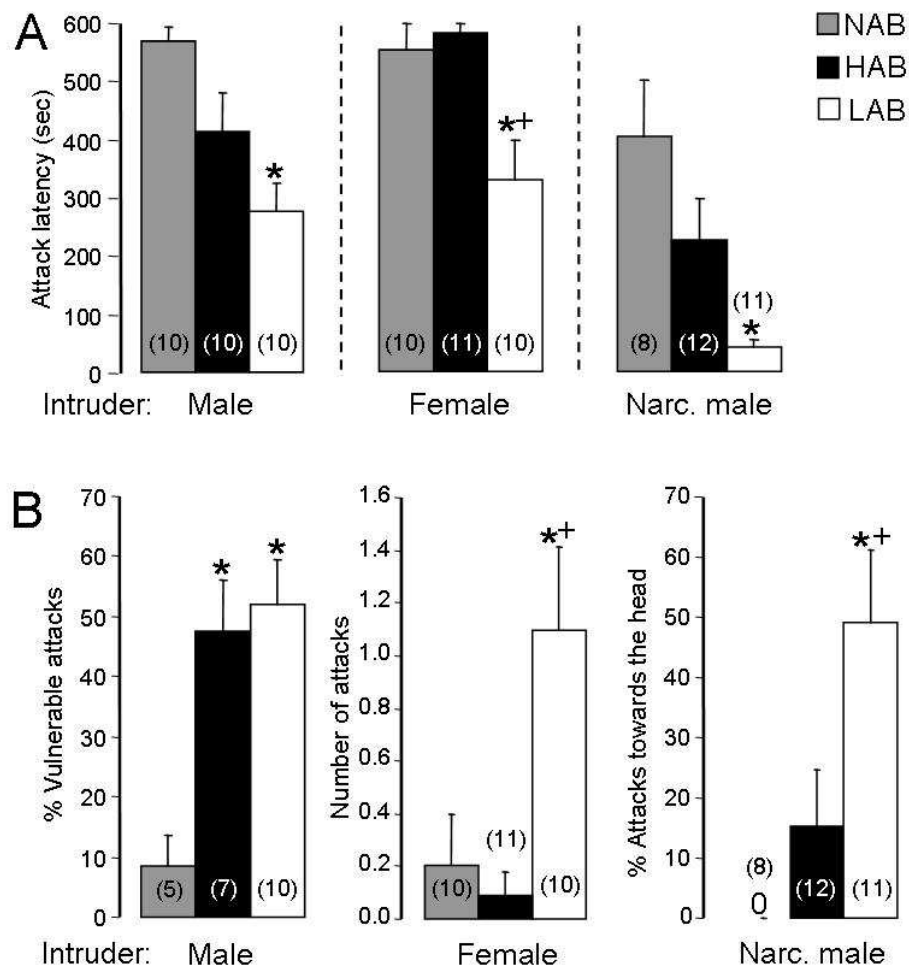 A
600
500
400
300
200
100
0
Attack latency (sec)
NAB
HAB
LAB
*
*+
*
(10) (10) (10)
(10) (11) (10)
(8) (12) (11)
Intruder: Male Female Narc. male
B
70
60
50
40
30
20
10
0
% Vulnerable attacks
* *
(5) (7) (10)
1.6
1.4
1.2
1.0
0.8
0.6
0.4
0.2
0.0
Number of attacks
*+
(10) (11) (10)
70
60
50
40
30
20
10
0
% Attacks towards the head
*+
(8)
0
(12) (11)
Intruder: Male Female Narc. male